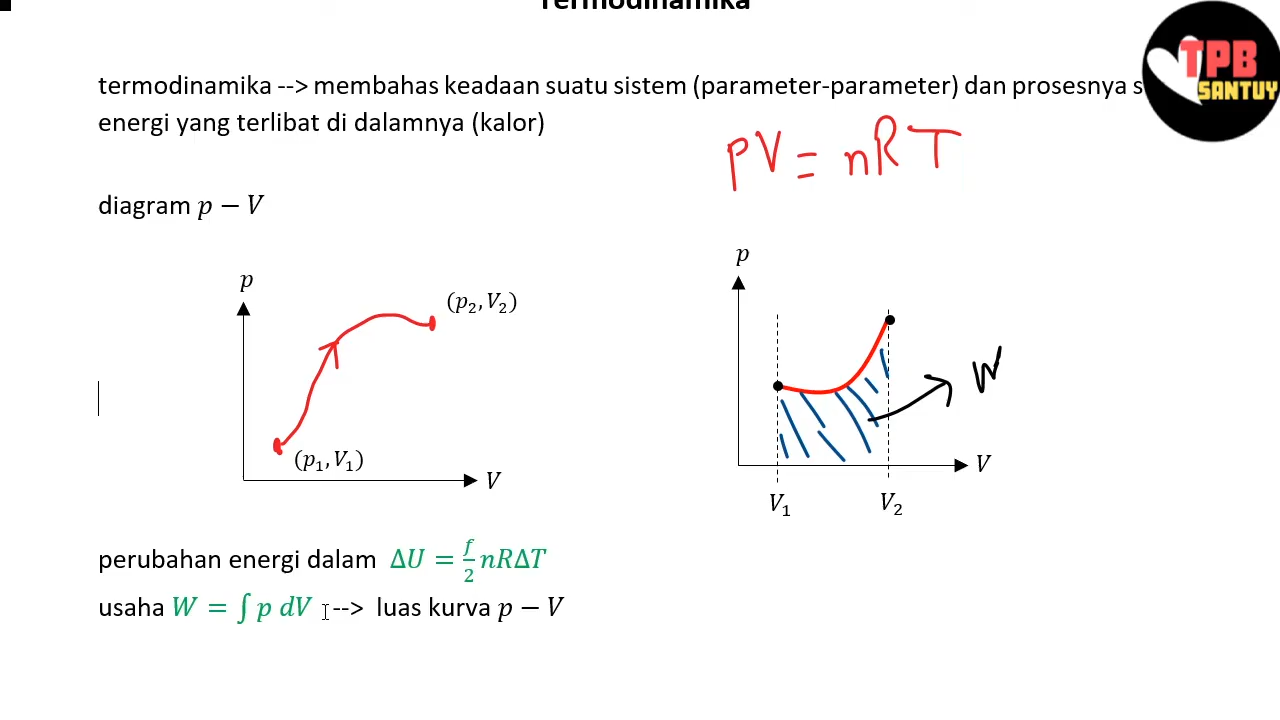 Termodinamika
TPB
SANTUY
termodinamika --> membahas keadaan suatu sistem (parameter-parameter) dan prosesnya s
energi yang terlibat di dalamnya (kalor)
PV = nRT
diagram p − V
p
(p₂, V₂)
(p₁, V₁)
V
p
W
V
V₁
V₂
perubahan energi dalam ΔU = f/2 nRΔT
usaha W = ∫ p dV --> luas kurva p − V